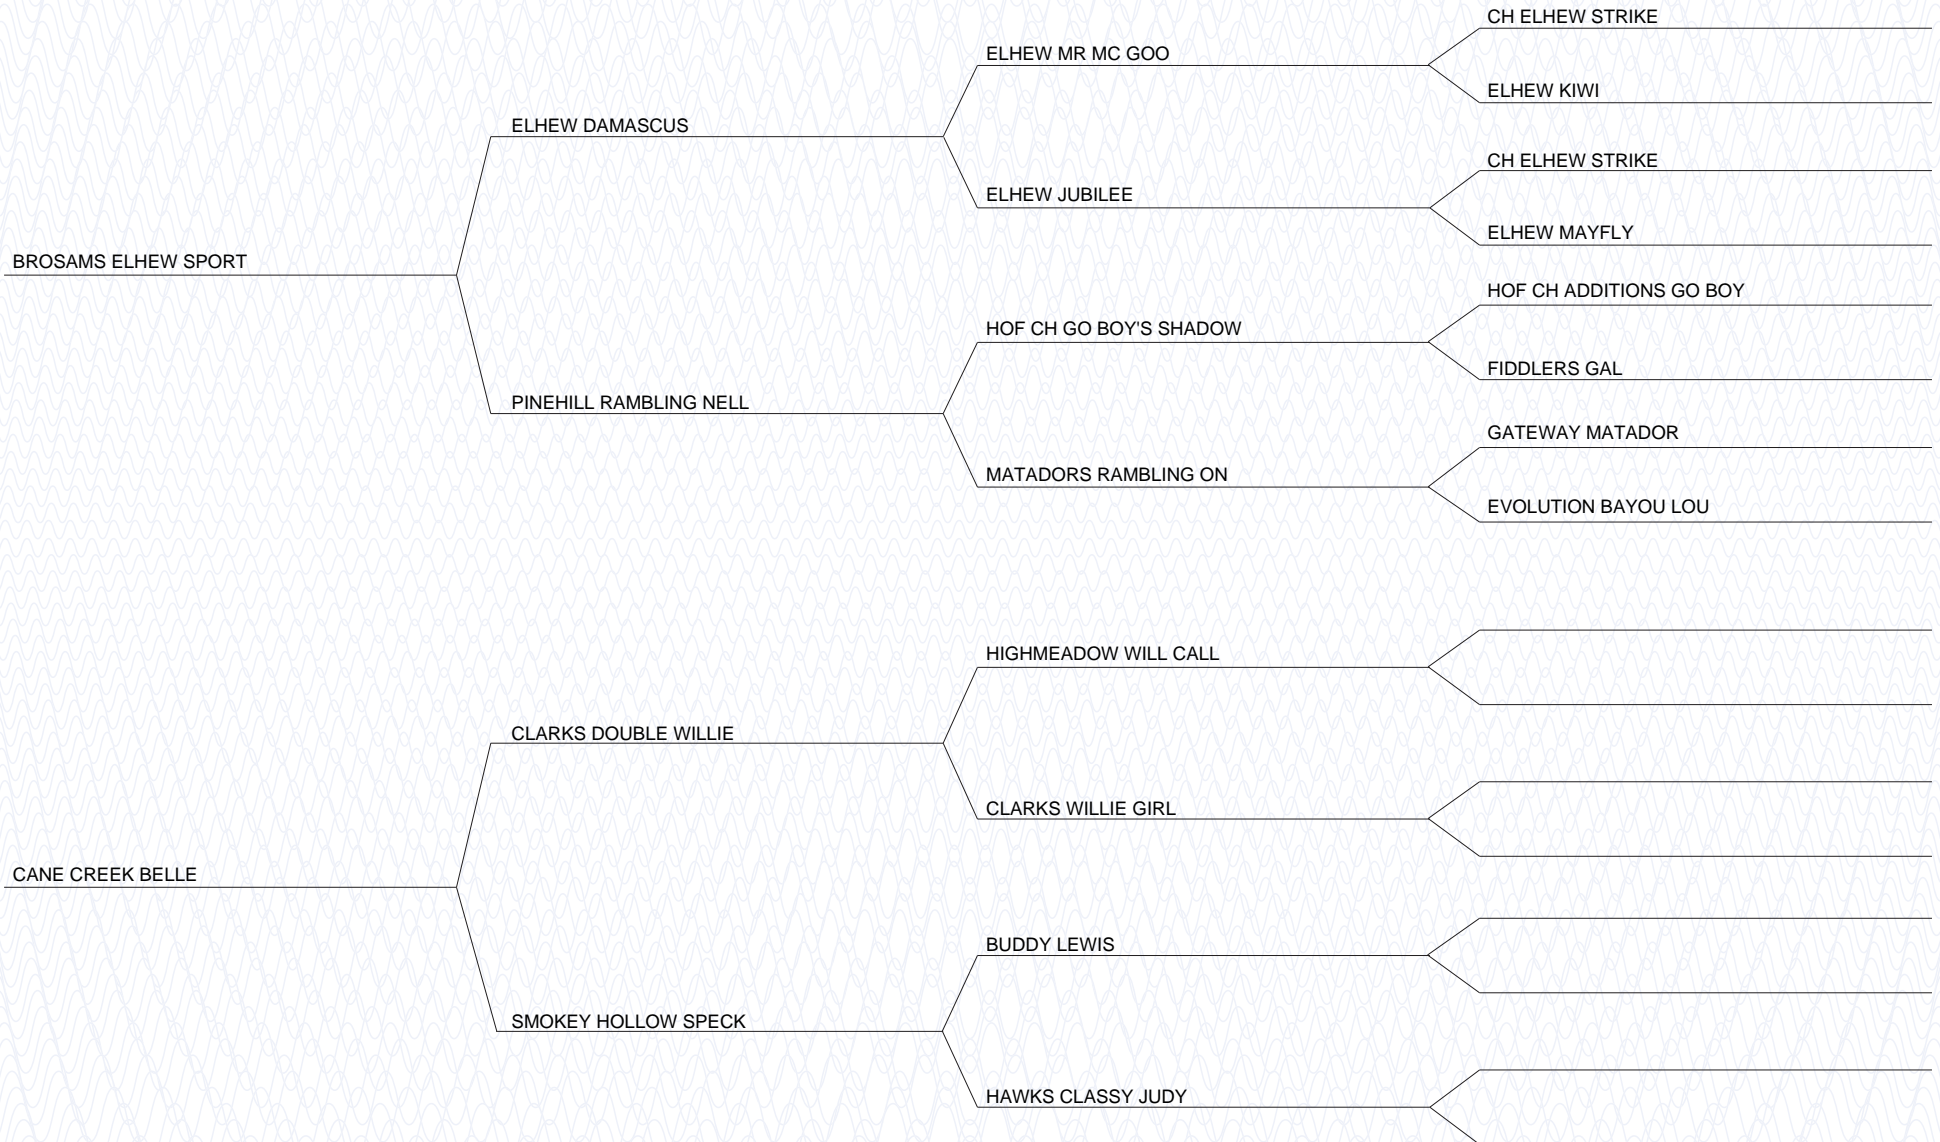 CH ELHEW STRIKE
ELHEW MR MC GOO
ELHEW KIWI
ELHEW DAMASCUS
CH ELHEW STRIKE
ELHEW JUBILEE
ELHEW MAYFLY
BROSAMS ELHEW SPORT
HOF CH ADDITIONS GO BOY
HOF CH GO BOY'S SHADOW
FIDDLERS GAL
PINEHILL RAMBLING NELL
GATEWAY MATADOR
MATADORS RAMBLING ON
EVOLUTION BAYOU LOU
HIGHMEADOW WILL CALL
CLARKS DOUBLE WILLIE
CLARKS WILLIE GIRL
CANE CREEK BELLE
BUDDY LEWIS
SMOKEY HOLLOW SPECK
HAWKS CLASSY JUDY